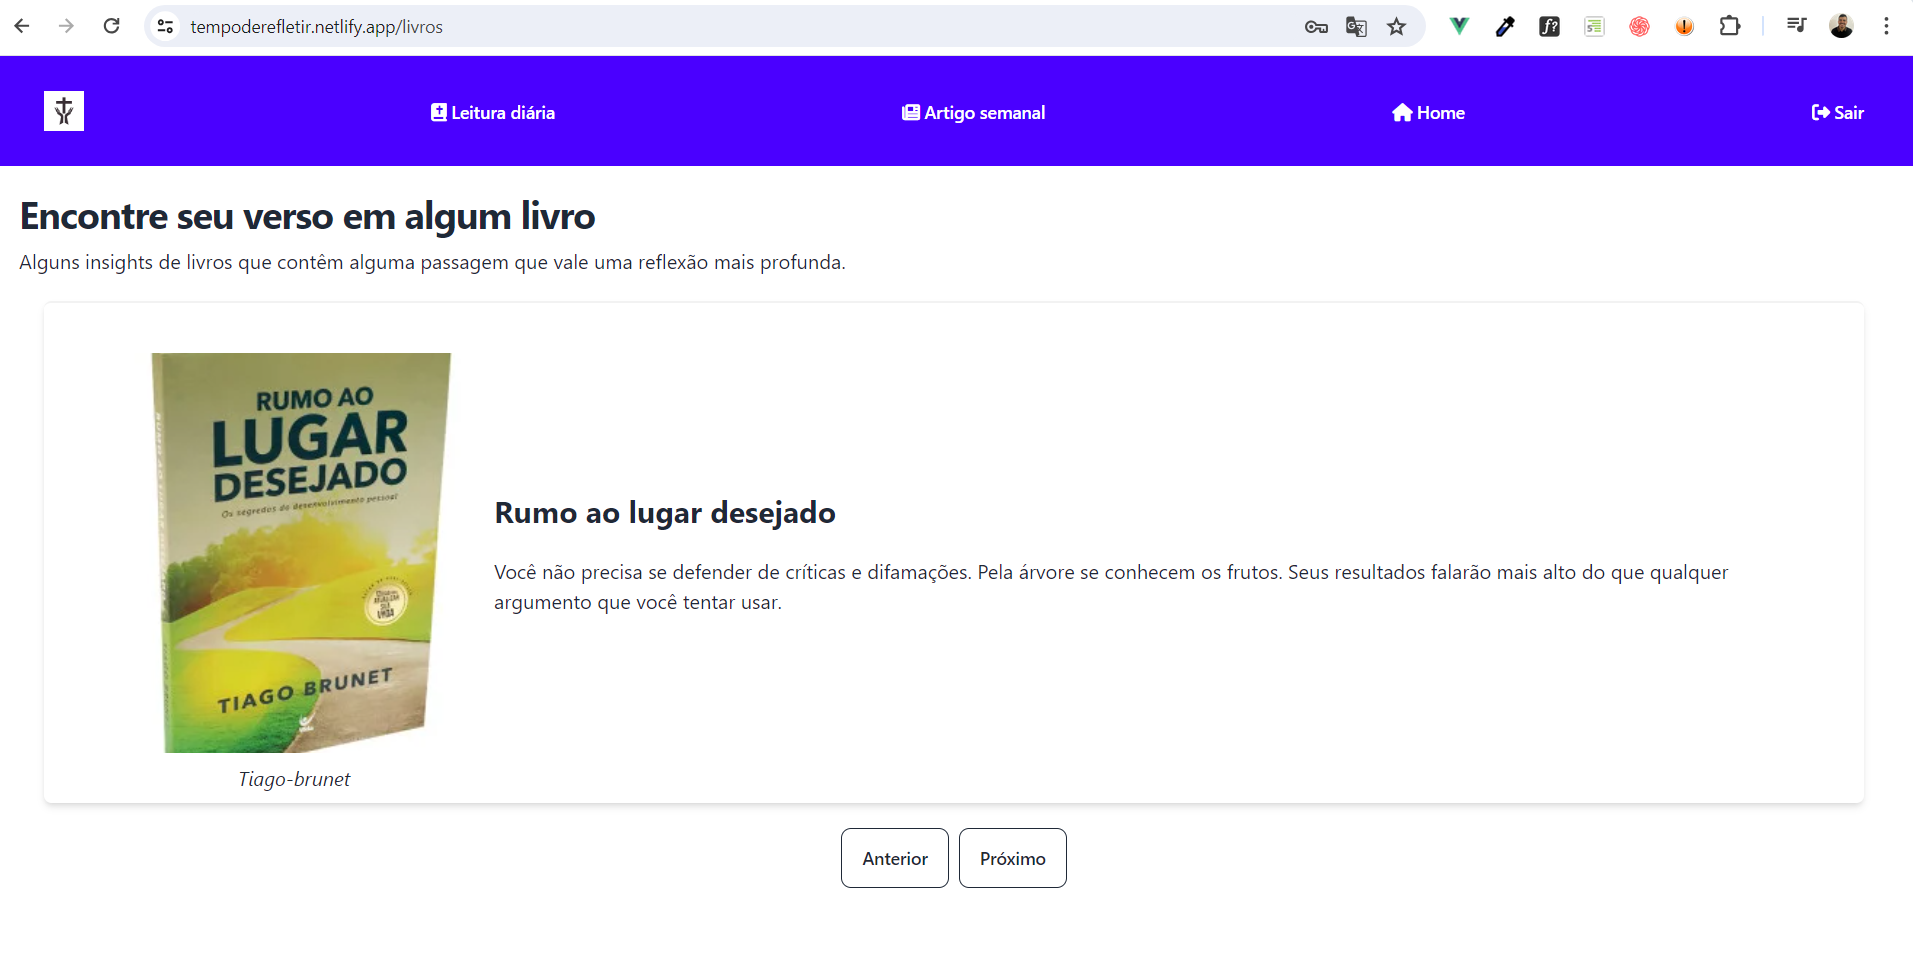 tempoderefletir.netlify.app/livros
Leitura diária
Artigo semanal
Home
Sair
Encontre seu verso em algum livro
Alguns insights de livros que contêm alguma passagem que vale uma reflexão mais profunda.
RUMO AO
LUGAR
DESEJADO
Os segredos do desenvolvimento pessoal
TIAGO BRUNET
Tiago-brunet
Rumo ao lugar desejado
Você não precisa se defender de críticas e difamações. Pela árvore se conhecem os frutos. Seus resultados falarão mais alto do que qualquer
argumento que você tentar usar.
Anterior
Próximo